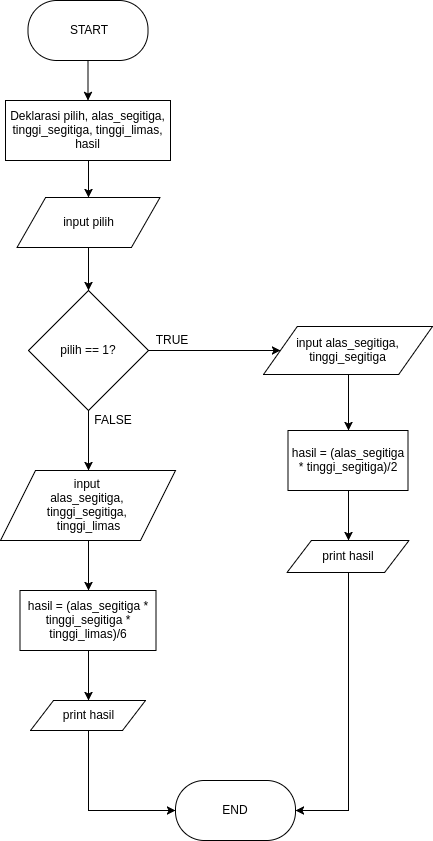 START
Deklarasi pilih, alas_segitiga,
tinggi_segitiga, tinggi_limas,
hasil
input pilih
pilih == 1?
TRUE
input alas_segitiga,
tinggi_segitiga
hasil = (alas_segitiga
* tinggi_segitiga)/2
print hasil
FALSE
input
alas_segitiga,
tinggi_segitiga,
tinggi_limas
hasil = (alas_segitiga *
tinggi_segitiga *
tinggi_limas)/6
print hasil
END